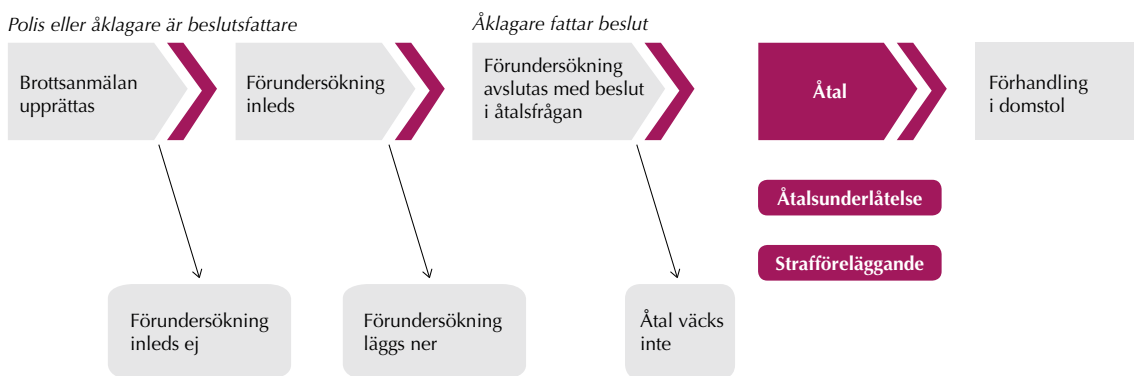 Polis eller åklagare är beslutsfattare
Åklagare fattar beslut
Brottsanmälan
upprättas
Förundersökning
inleds
Förundersökning
avslutas med beslut
i åtalsfrågan
Åtal
Förhandling
i domstol
Åtalsunderlåtelse
Strafföreläggande
Förundersökning
inleds ej
Förundersökning
läggs ner
Åtal väcks
inte